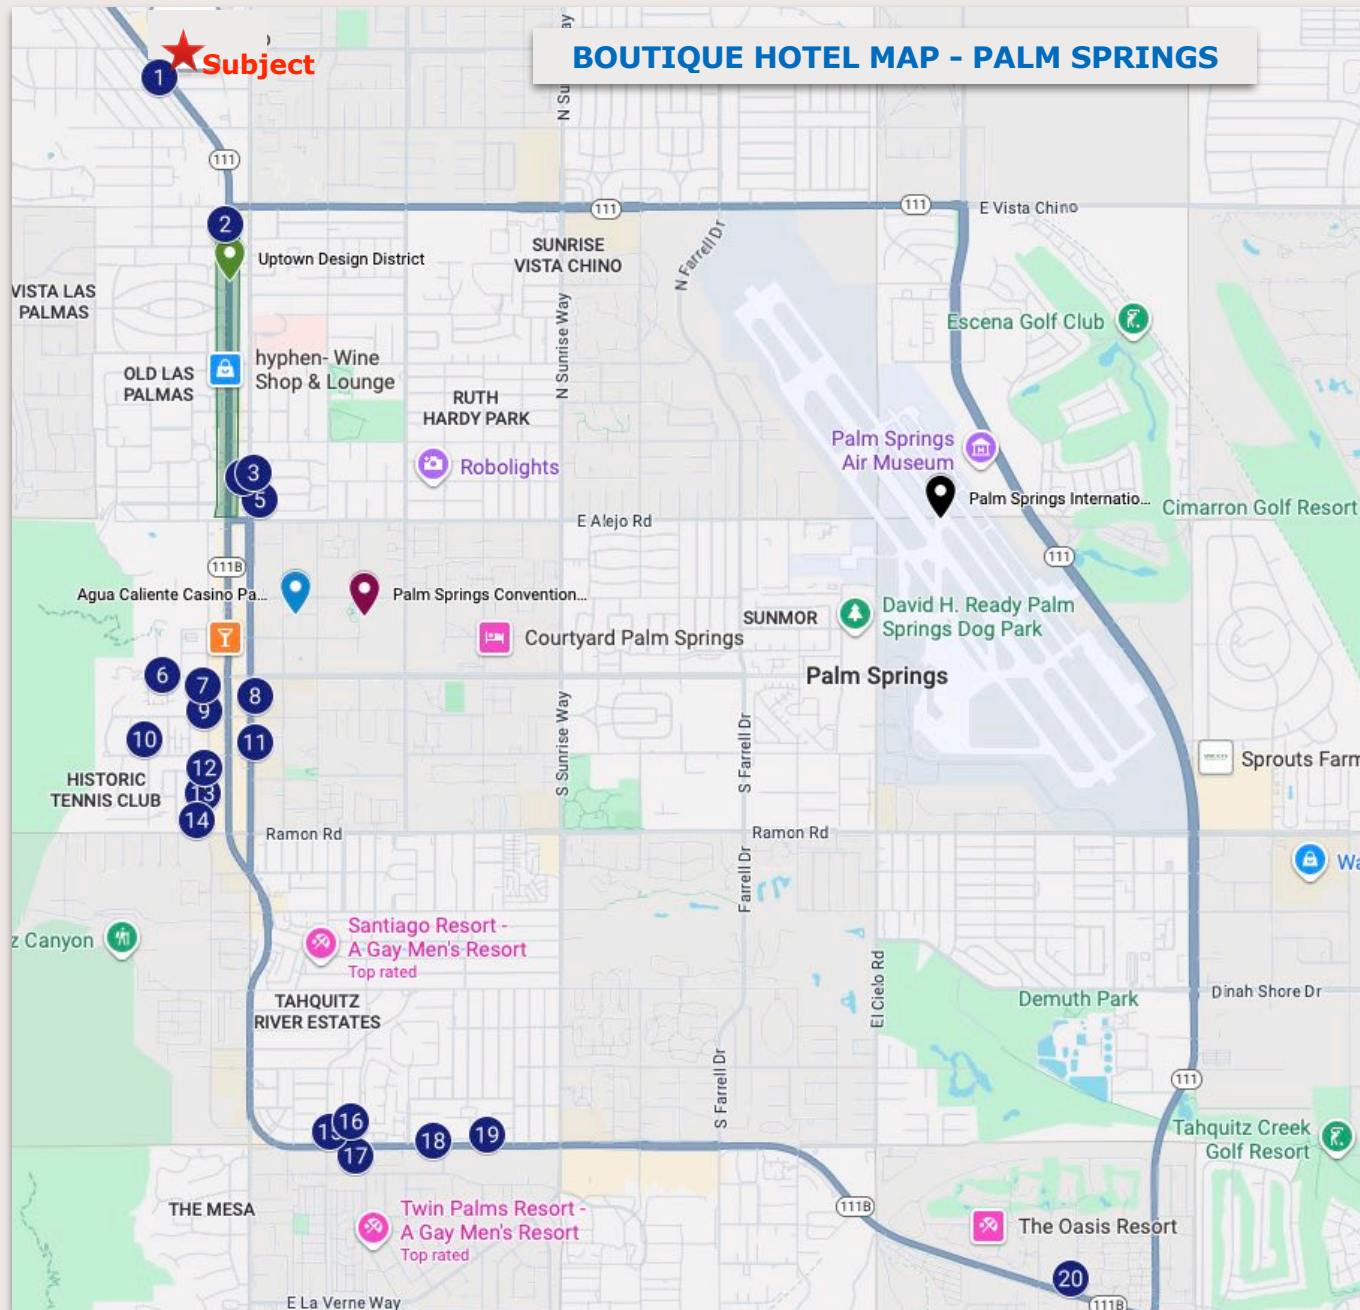 BOUTIQUE HOTEL MAP - PALM SPRINGS
Subject
1
111
2
111
111
E Vista Chino
Uptown Design District
SUNRISE
VISTA CHINO
N Farrell Dr
VISTA LAS
PALMAS
Escena Golf Club
N Sunrise Way
OLD LAS
PALMAS
hyphen- Wine
Shop & Lounge
RUTH
HARDY PARK
Robolights
Palm Springs
Air Museum
3
5
Palm Springs Internatio...
Cimarron Golf Resort
E Alejo Rd
111B
111
Agua Caliente Casino Pa...
Palm Springs Convention...
Courtyard Palm Springs
SUNMOR
David H. Ready Palm
Springs Dog Park
Palm Springs
6
7
8
9
10
11
12
13
14
HISTORIC
TENNIS CLUB
S Sunrise Way
S Farrell Dr
Sprouts Farm
Ramon Rd
Ramon Rd
Wa
Farrell Dr
z Canyon
Santiago Resort -
A Gay Men's Resort
Top rated
El Cielo Rd
TAHQUITZ
RIVER ESTATES
Demuth Park
Dinah Shore Dr
S Farrell Dr
111
15
16
17
18
19
Tahquitz Creek
Golf Resort
THE MESA
Twin Palms Resort -
A Gay Men's Resort
Top rated
111B
The Oasis Resort
20
E La Verne Way
111B